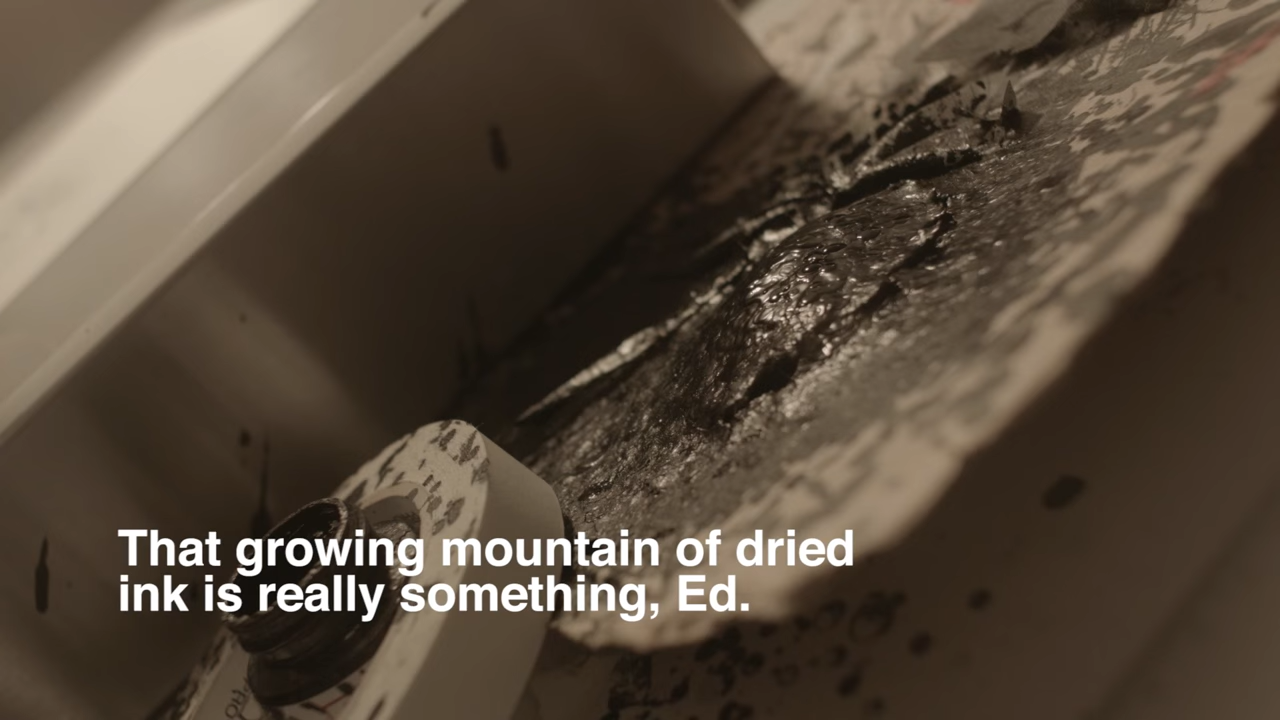 That growing mountain of dried
ink is really something, Ed.